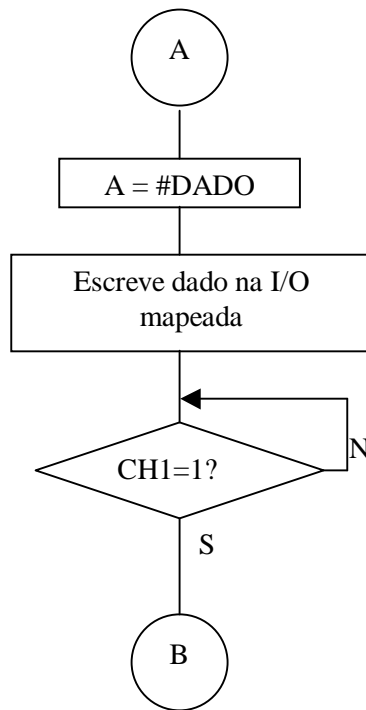 A
A = #DADO
Escreve dado na I/O
mapeada
CH1=1?
N
S
B